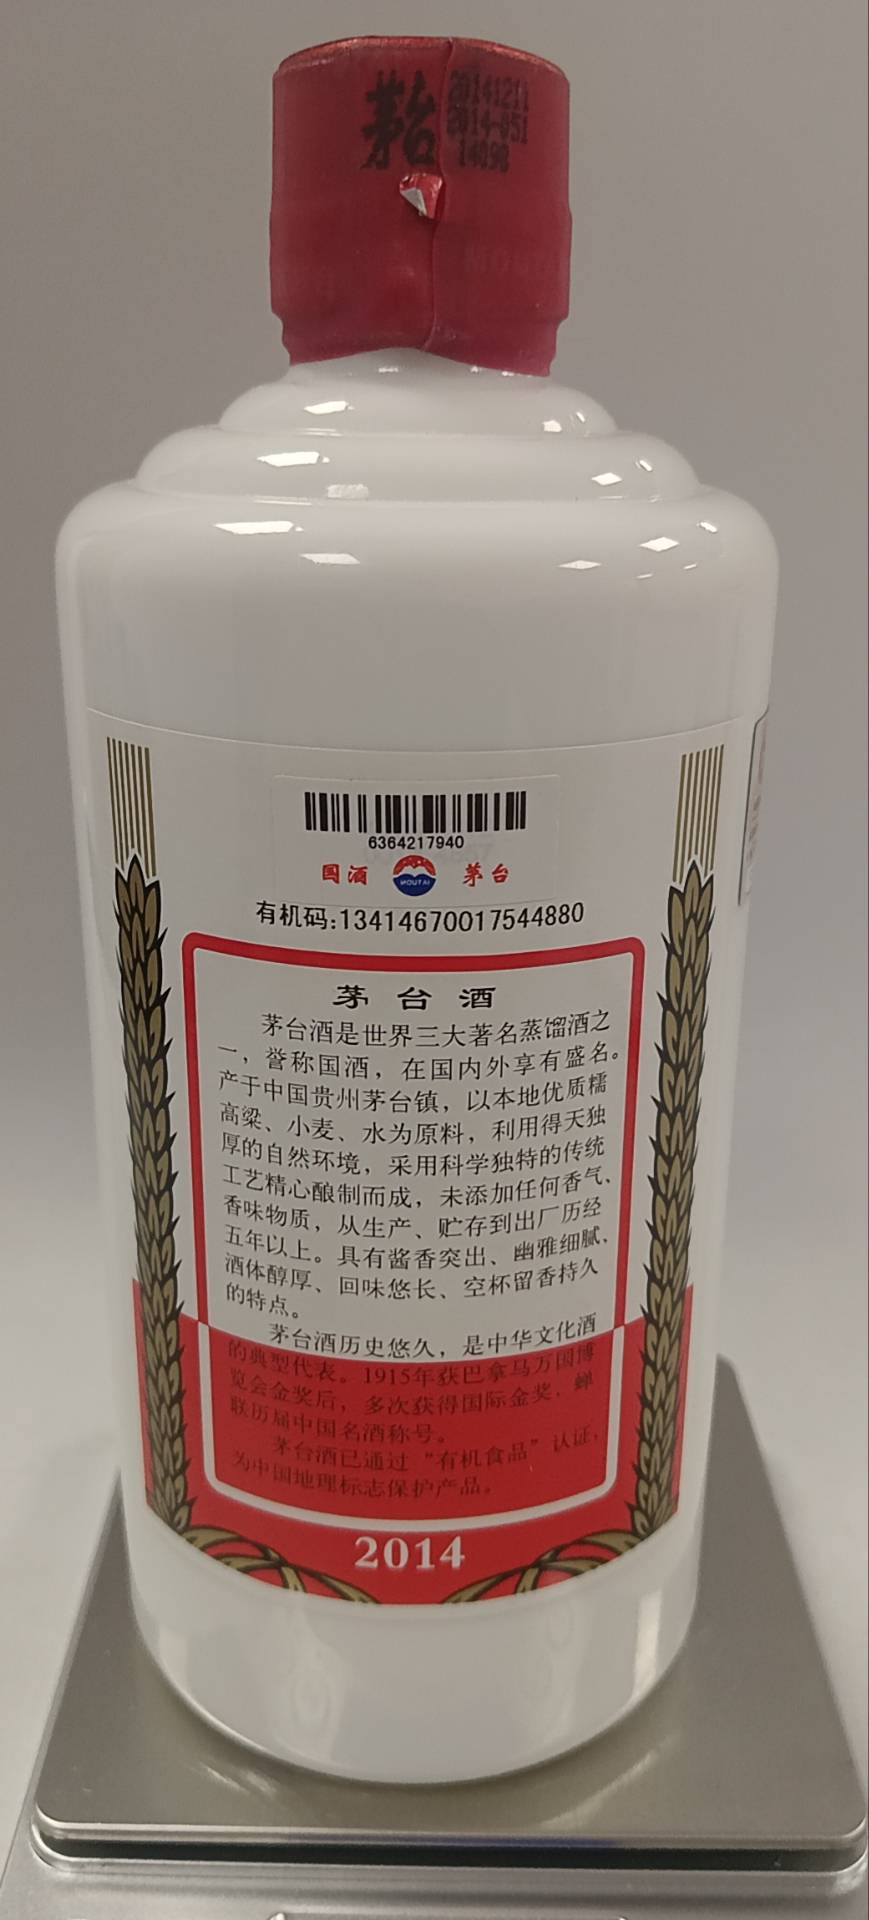 茅台
20141211
2014-051
14098
6364217940
国酒
MOUTAI
茅台
有机码:13414670017544880
茅台酒
茅台酒是世界三大著名蒸馏酒之
一，誉称国酒，在国内外享有盛名。
产于中国贵州茅台镇，以本地优质糯
高粱、小麦、水为原料，利用得天独
厚的自然环境，采用科学独特的传统
工艺精心酿制而成，未添加任何香气、
香味物质，从生产、贮存到出厂历经
五年以上。具有酱香突出、幽雅细腻、
酒体醇厚、回味悠长、空杯留香持久
的特点。
茅台酒历史悠久，是中华文化酒
的典型代表。1915年获巴拿马万国博
览会金奖后，多次获得国际金奖，蝉
联历届中国名酒称号。
茅台酒已通过“有机食品”认证，
为中国地理标志保护产品。
2014